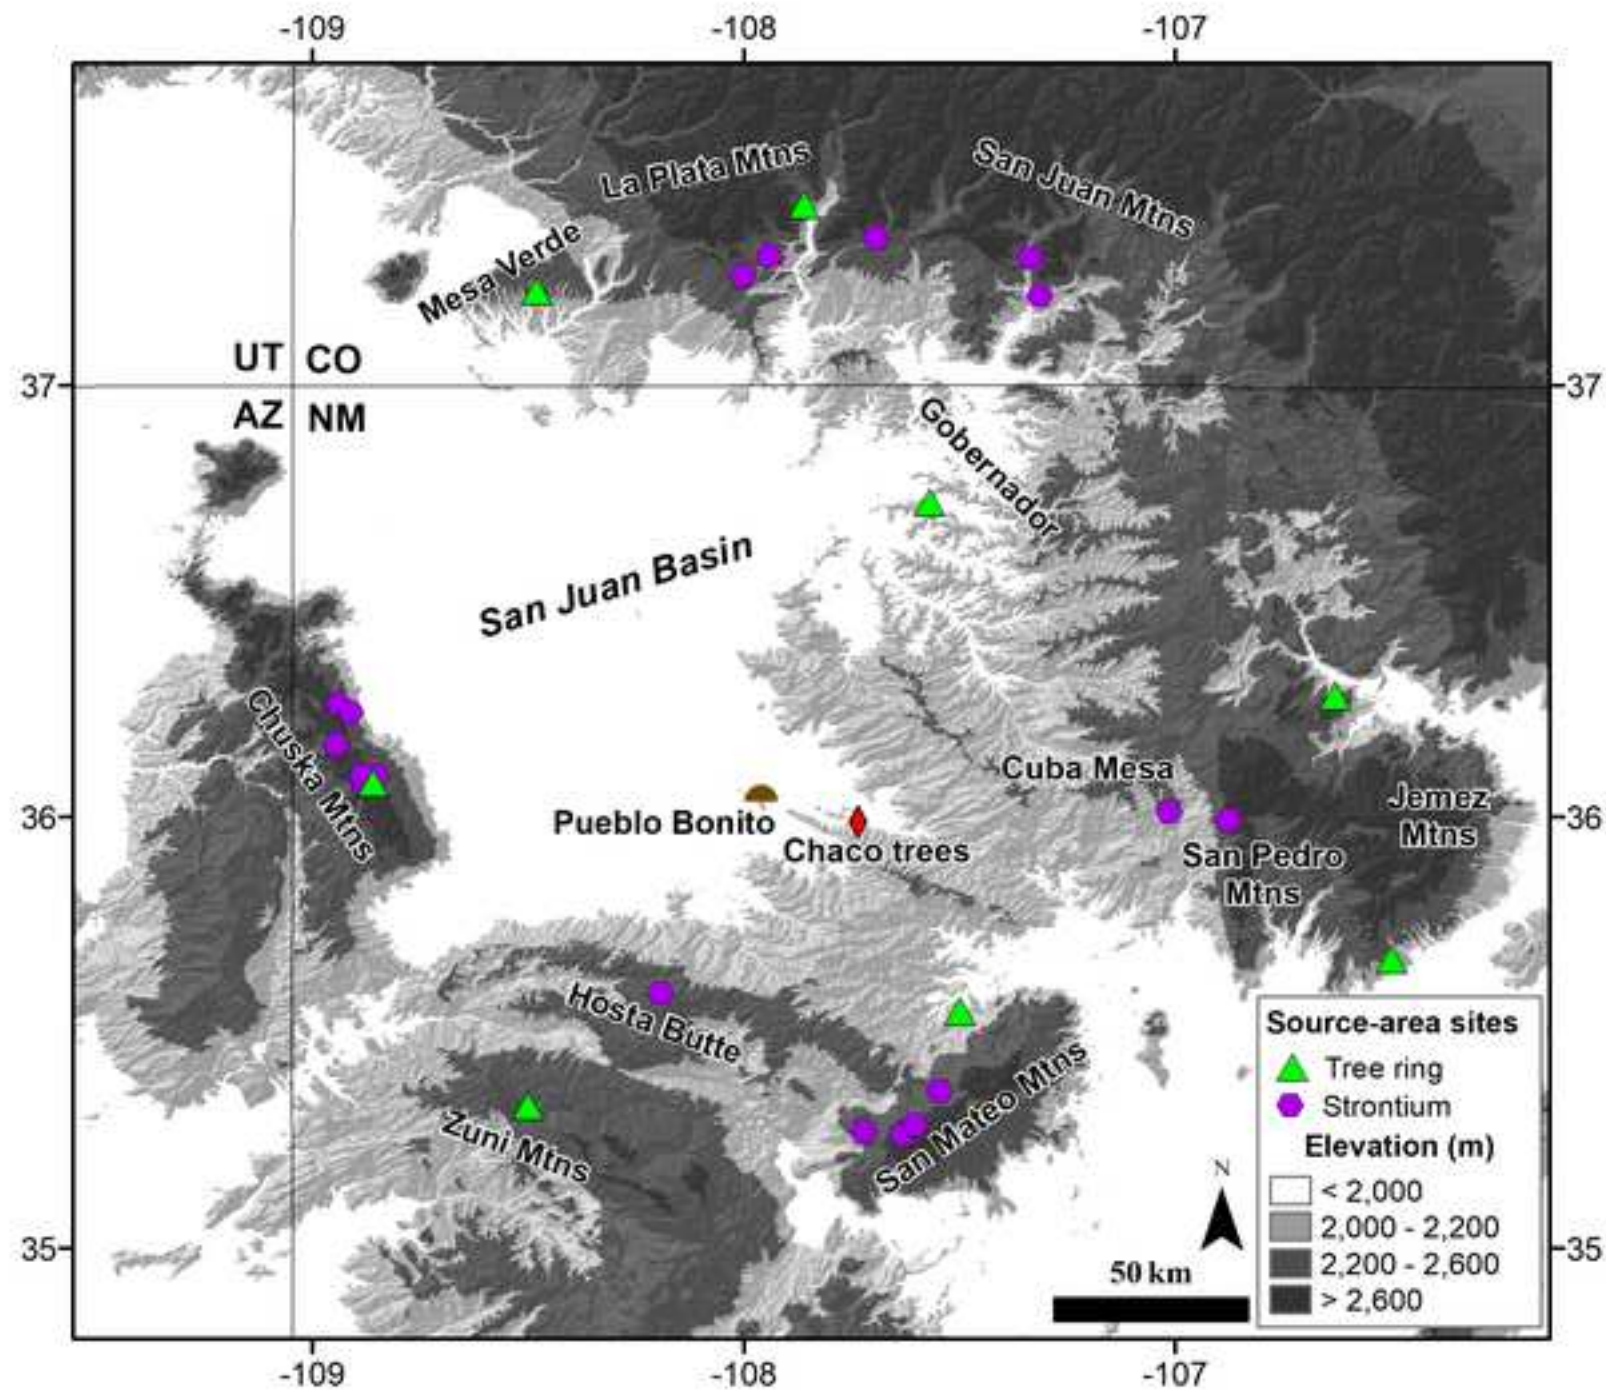 -109
-108
-107
La Plata Mtns
San Juan Mtns
Mesa Verde
UT
CO
37
37
AZ
NM
Gobernador
San Juan Basin
Chuska Mtns
Cuba Mesa
Jemez
Mtns
36
36
Pueblo Bonito
Chaco trees
San Pedro
Mtns
Hosta Butte
San Mateo Mtns
Zuni Mtns
Source-area sites
Tree ring
Strontium
Elevation (m)
< 2,000
2,000 - 2,200
2,200 - 2,600
> 2,600
N
50 km
35
35
-109
-108
-107